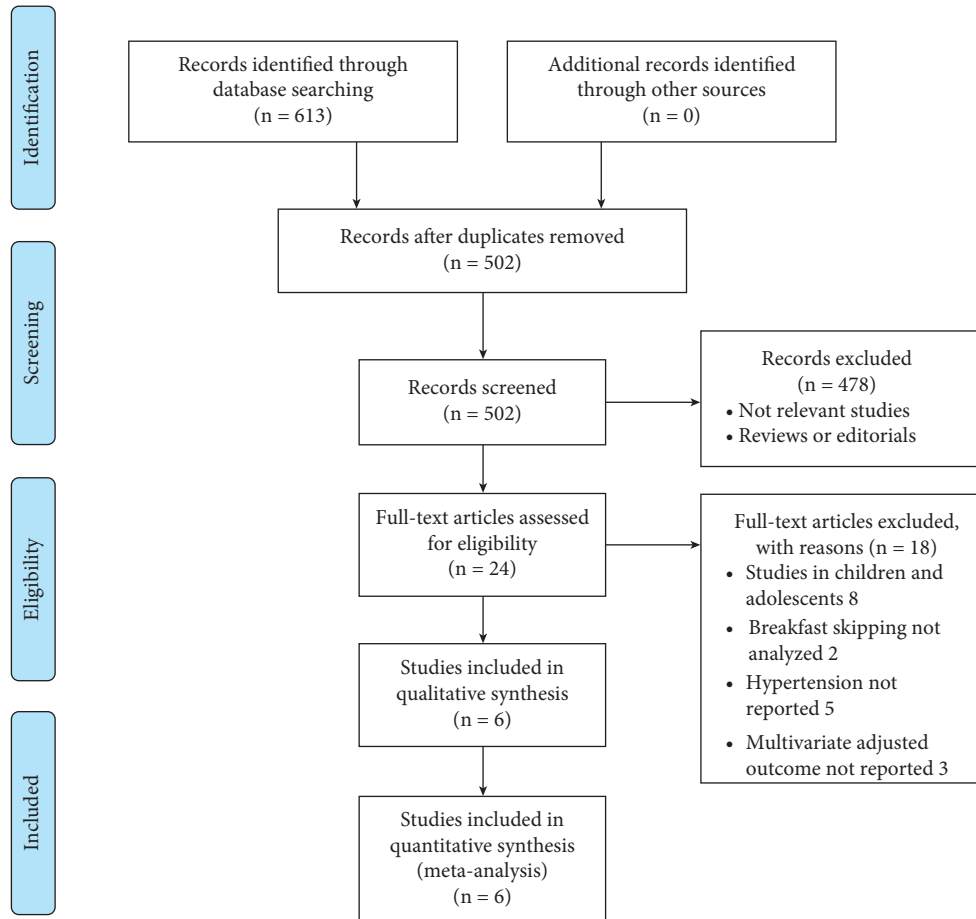 Identification
Records identified through
database searching
(n = 613)
Additional records identified
through other sources
(n = 0)
Records after duplicates removed
(n = 502)
Screening
Records screened
(n = 502)
Records excluded
(n = 478)
• Not relevant studies
• Reviews or editorials
Eligibility
Full-text articles assessed
for eligibility
(n = 24)
Full-text articles excluded,
with reasons (n = 18)
• Studies in children and
adolescents 8
• Breakfast skipping not
analyzed 2
• Hypertension not
reported 5
• Multivariate adjusted
outcome not reported 3
Studies included in
qualitative synthesis
(n = 6)
Included
Studies included in
quantitative synthesis
(meta-analysis)
(n = 6)